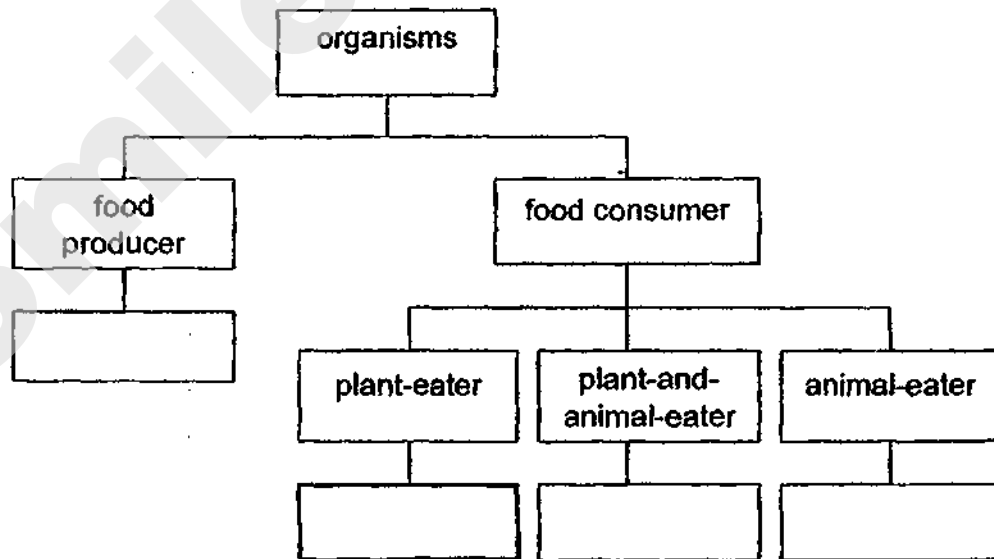 organisms
food
producer
food consumer
plant-eater
plant-and-
animal-eater
animal-eater